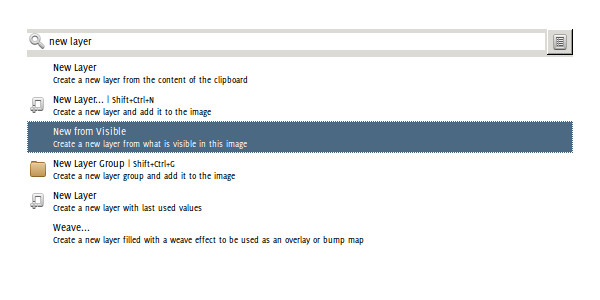 new layer
New Layer
Create a new layer from the content of the clipboard
New Layer... | Shift+Ctrl+N
Create a new layer and add it to the image
New from Visible
Create a new layer from what is visible in this image
New Layer Group | Shift+Ctrl+G
Create a new layer group and add it to the image
New Layer
Create a new layer with last used values
Weave...
Create a new layer filled with a weave effect to be used as an overlay or bump map